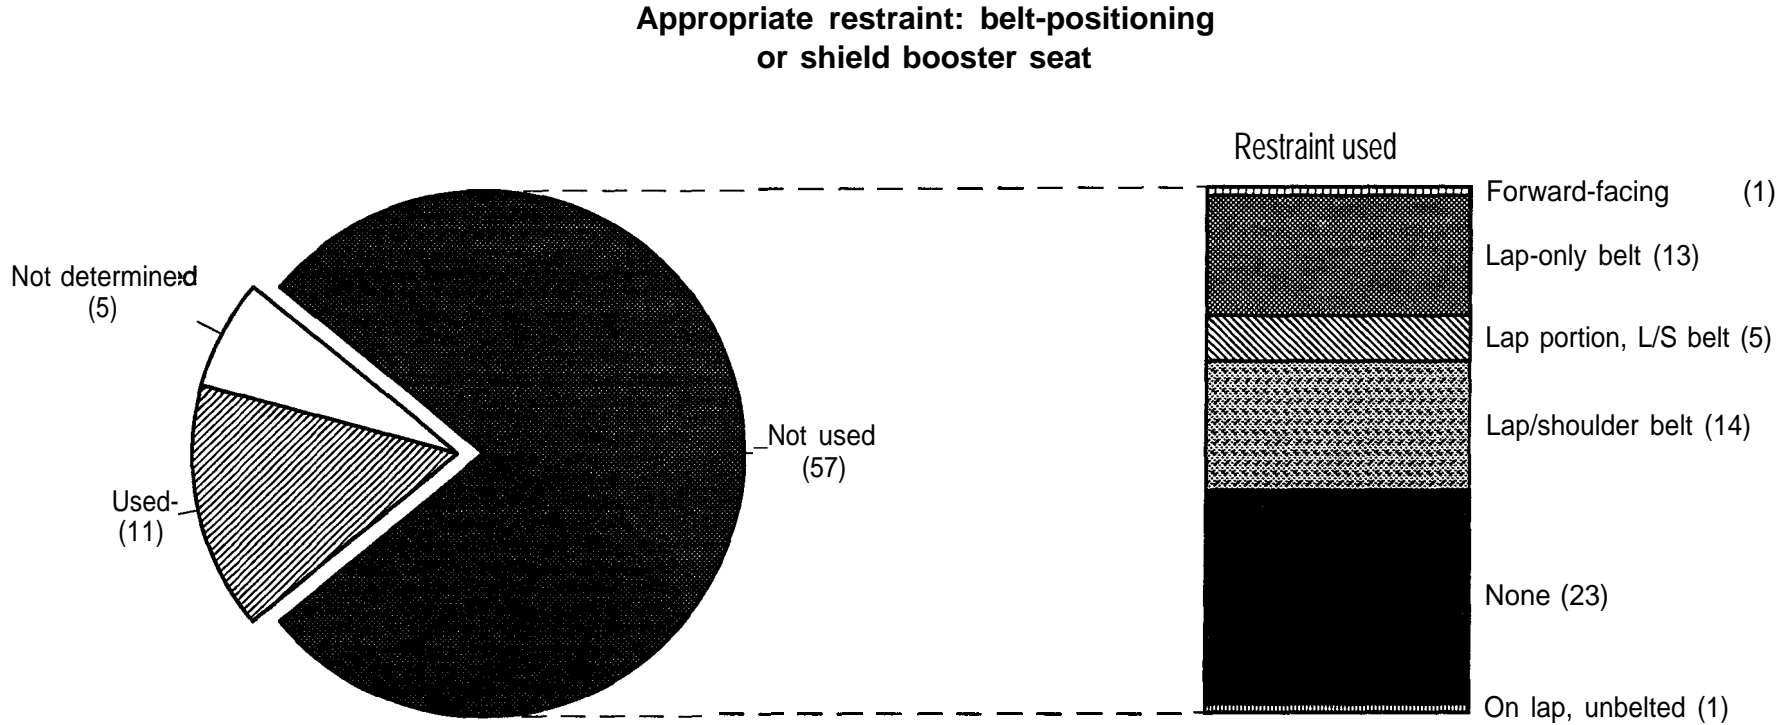 Appropriate restraint: belt-positioning
or shield booster seat
Restraint used
Not determined
(5)
Used-
(11)
Not used
(57)
Forward-facing (1)
Lap-only belt (13)
Lap portion, L/S belt (5)
Lap/shoulder belt (14)
None (23)
On lap, unbelted (1)